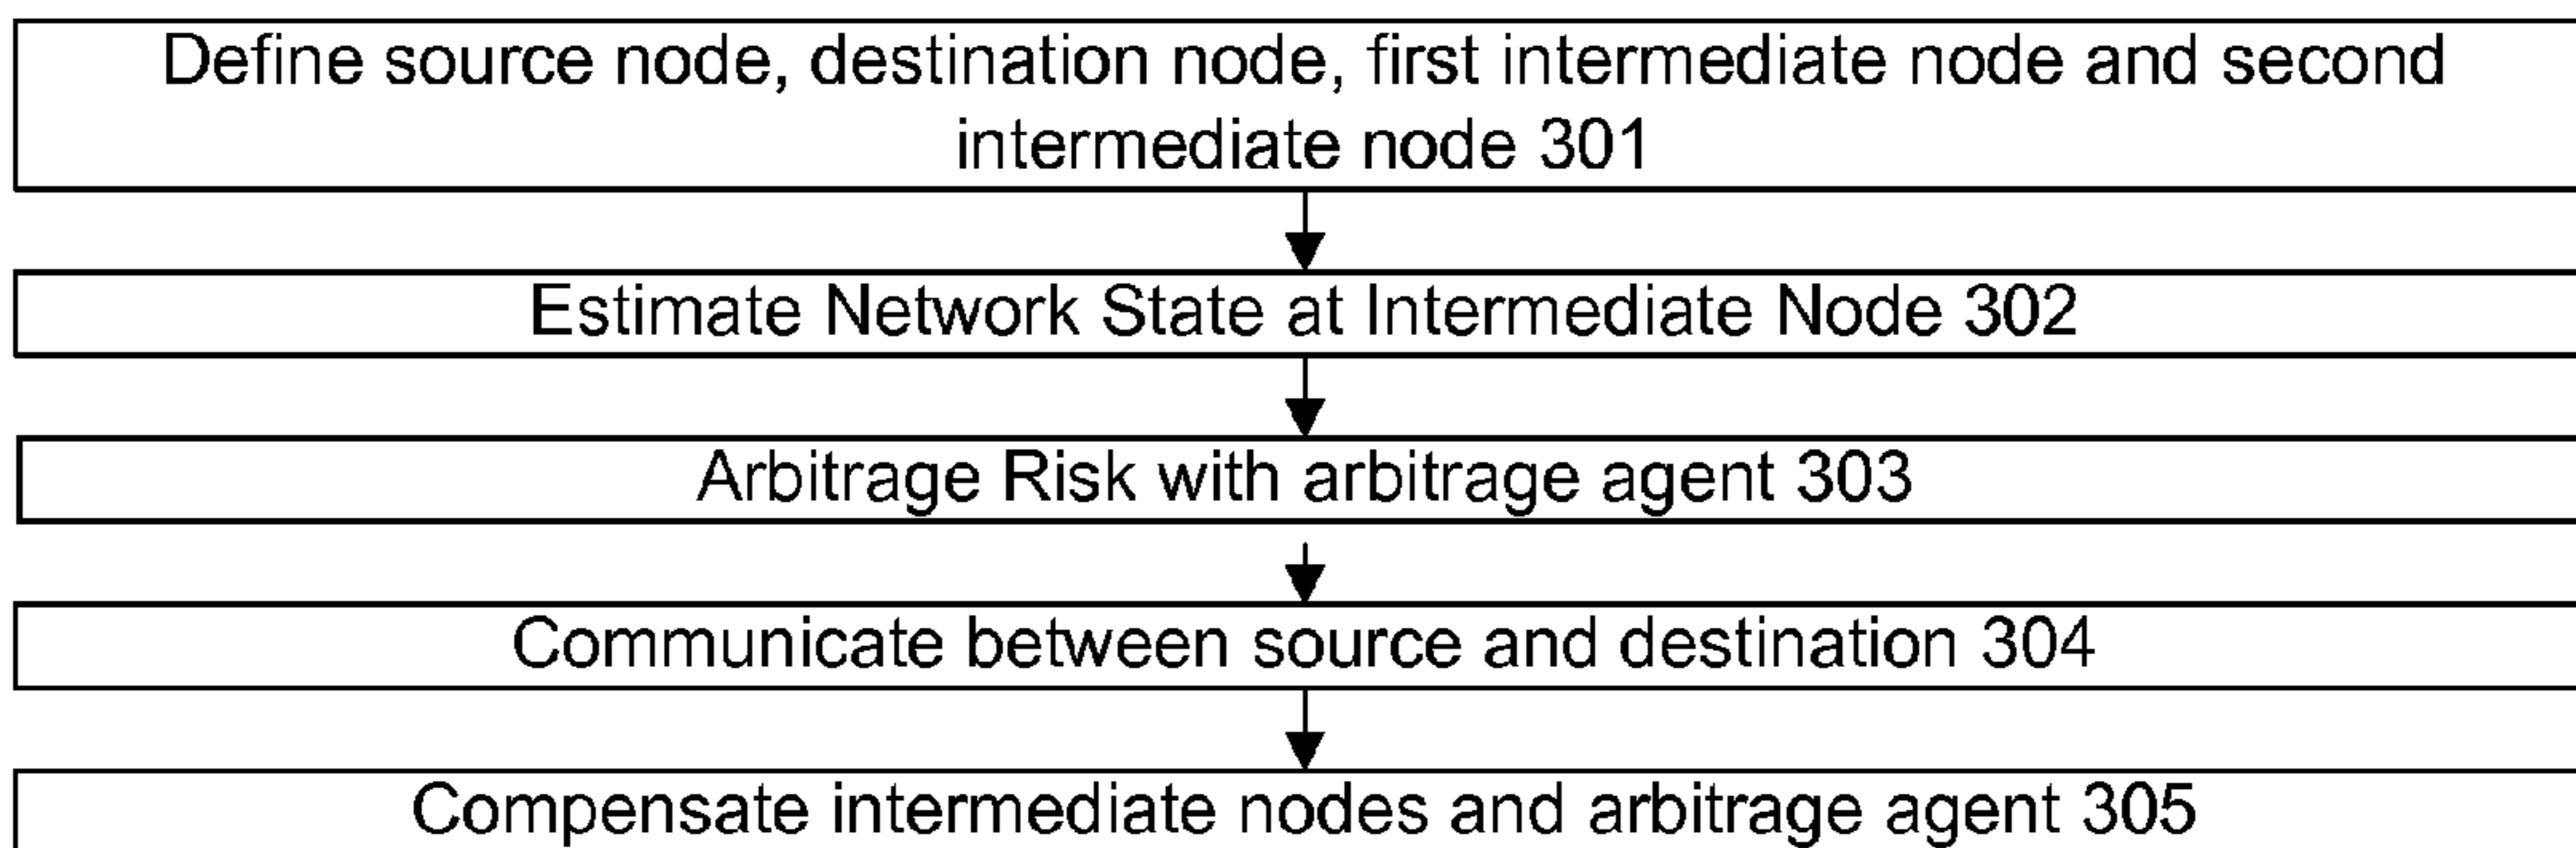 Define source node, destination node, first intermediate node and second
intermediate node 301
Estimate Network State at Intermediate Node 302
Arbitrage Risk with arbitrage agent 303
Communicate between source and destination 304
Compensate intermediate nodes and arbitrage agent 305